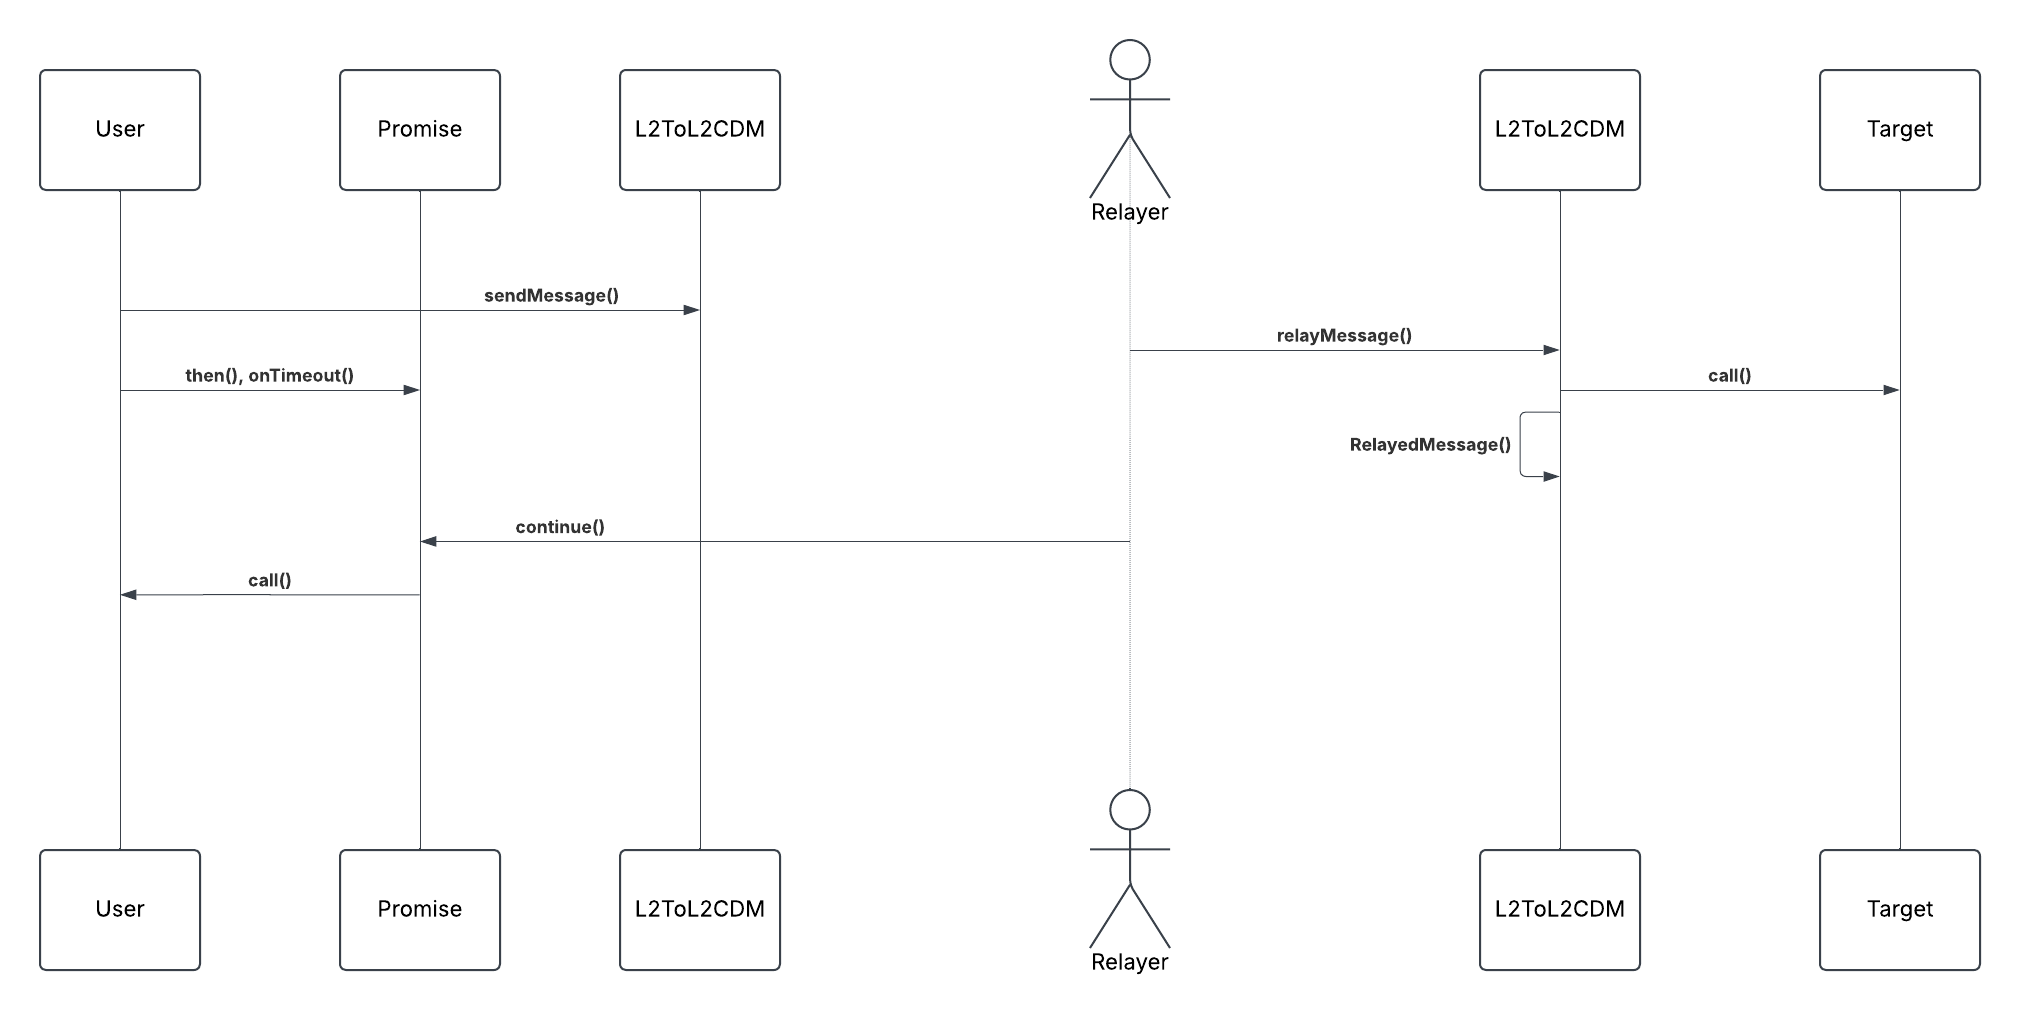 User
Promise
L2ToL2CDM
Relayer
L2ToL2CDM
Target
sendMessage()
relayMessage()
then(), onTimeout()
call()
RelayedMessage()
continue()
call()
User
Promise
L2ToL2CDM
Relayer
L2ToL2CDM
Target